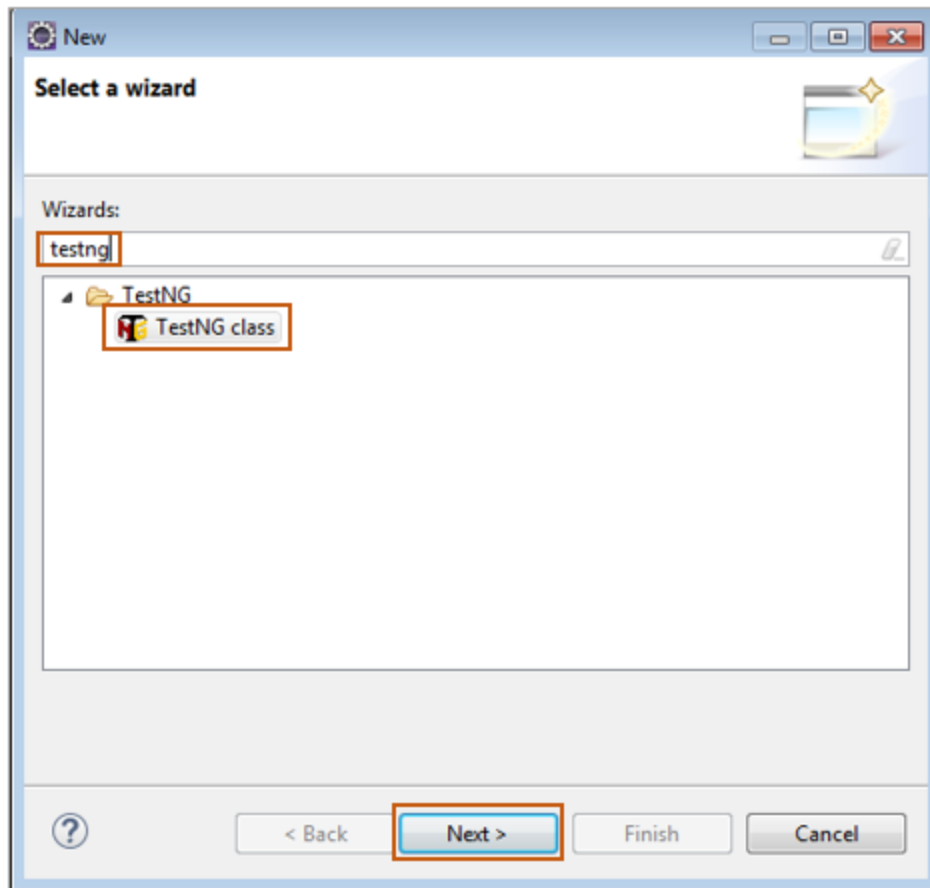 New
Select a wizard
Wizards:
testng
TestNG
TestNG class
< Back Next > Finish Cancel